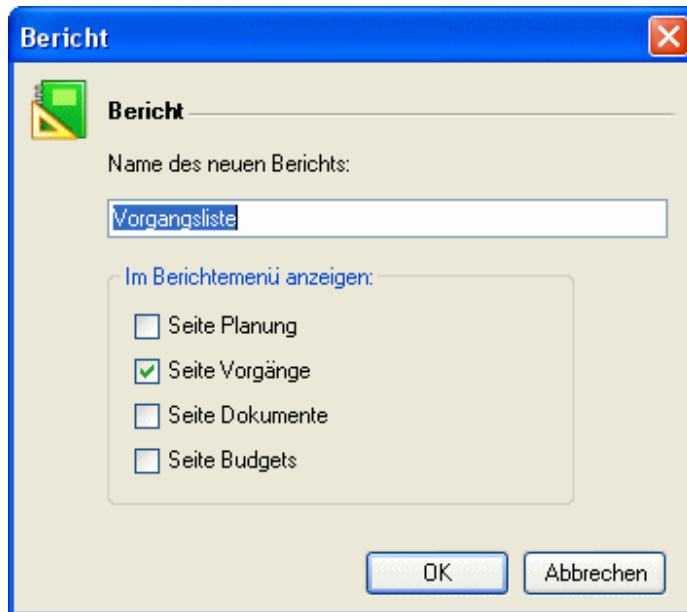 Bericht
Bericht
Name des neuen Berichts:
Vorgangsliste
Im Berichtemenü anzeigen:
Seite Planung
Seite Vorgänge
Seite Dokumente
Seite Budgets
OK
Abbrechen